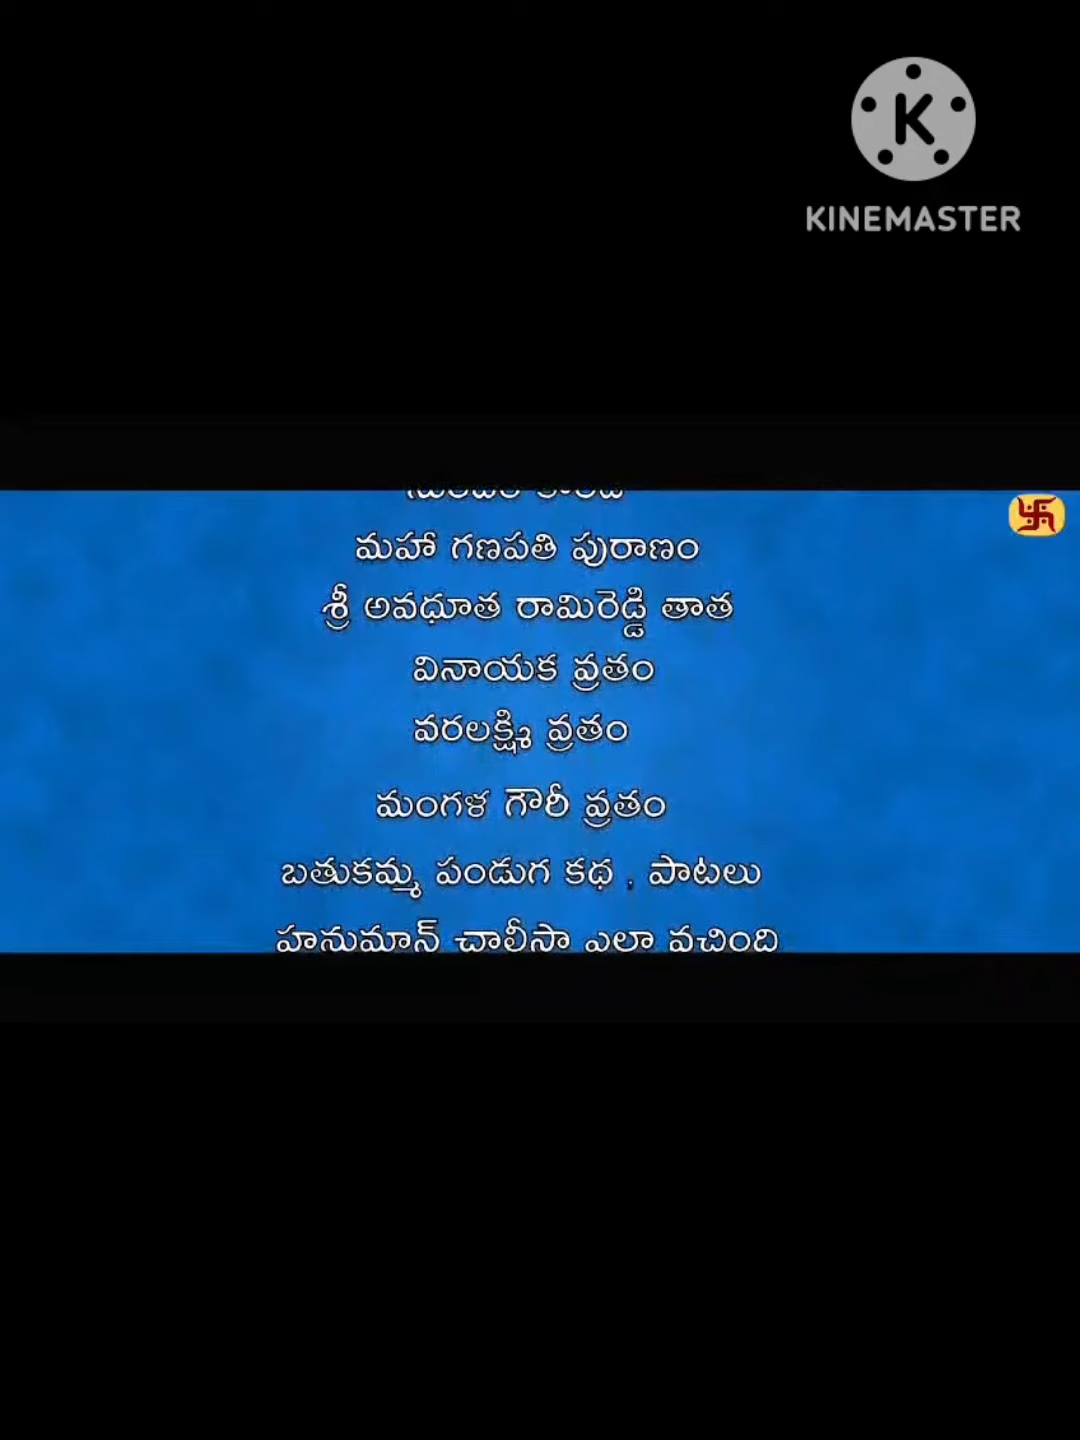 KINEMASTER
మహా గణపతి పురాణం
శ్రీ అవధూత రామిరెడ్డి తాత
వినాయక వ్రతం
వరలక్ష్మి వ్రతం
మంగళ గౌరీ వ్రతం
బతుకమ్మ పండుగ కథ . పాటలు
హనుమాన్ చాలీసా ఎలా వచింది